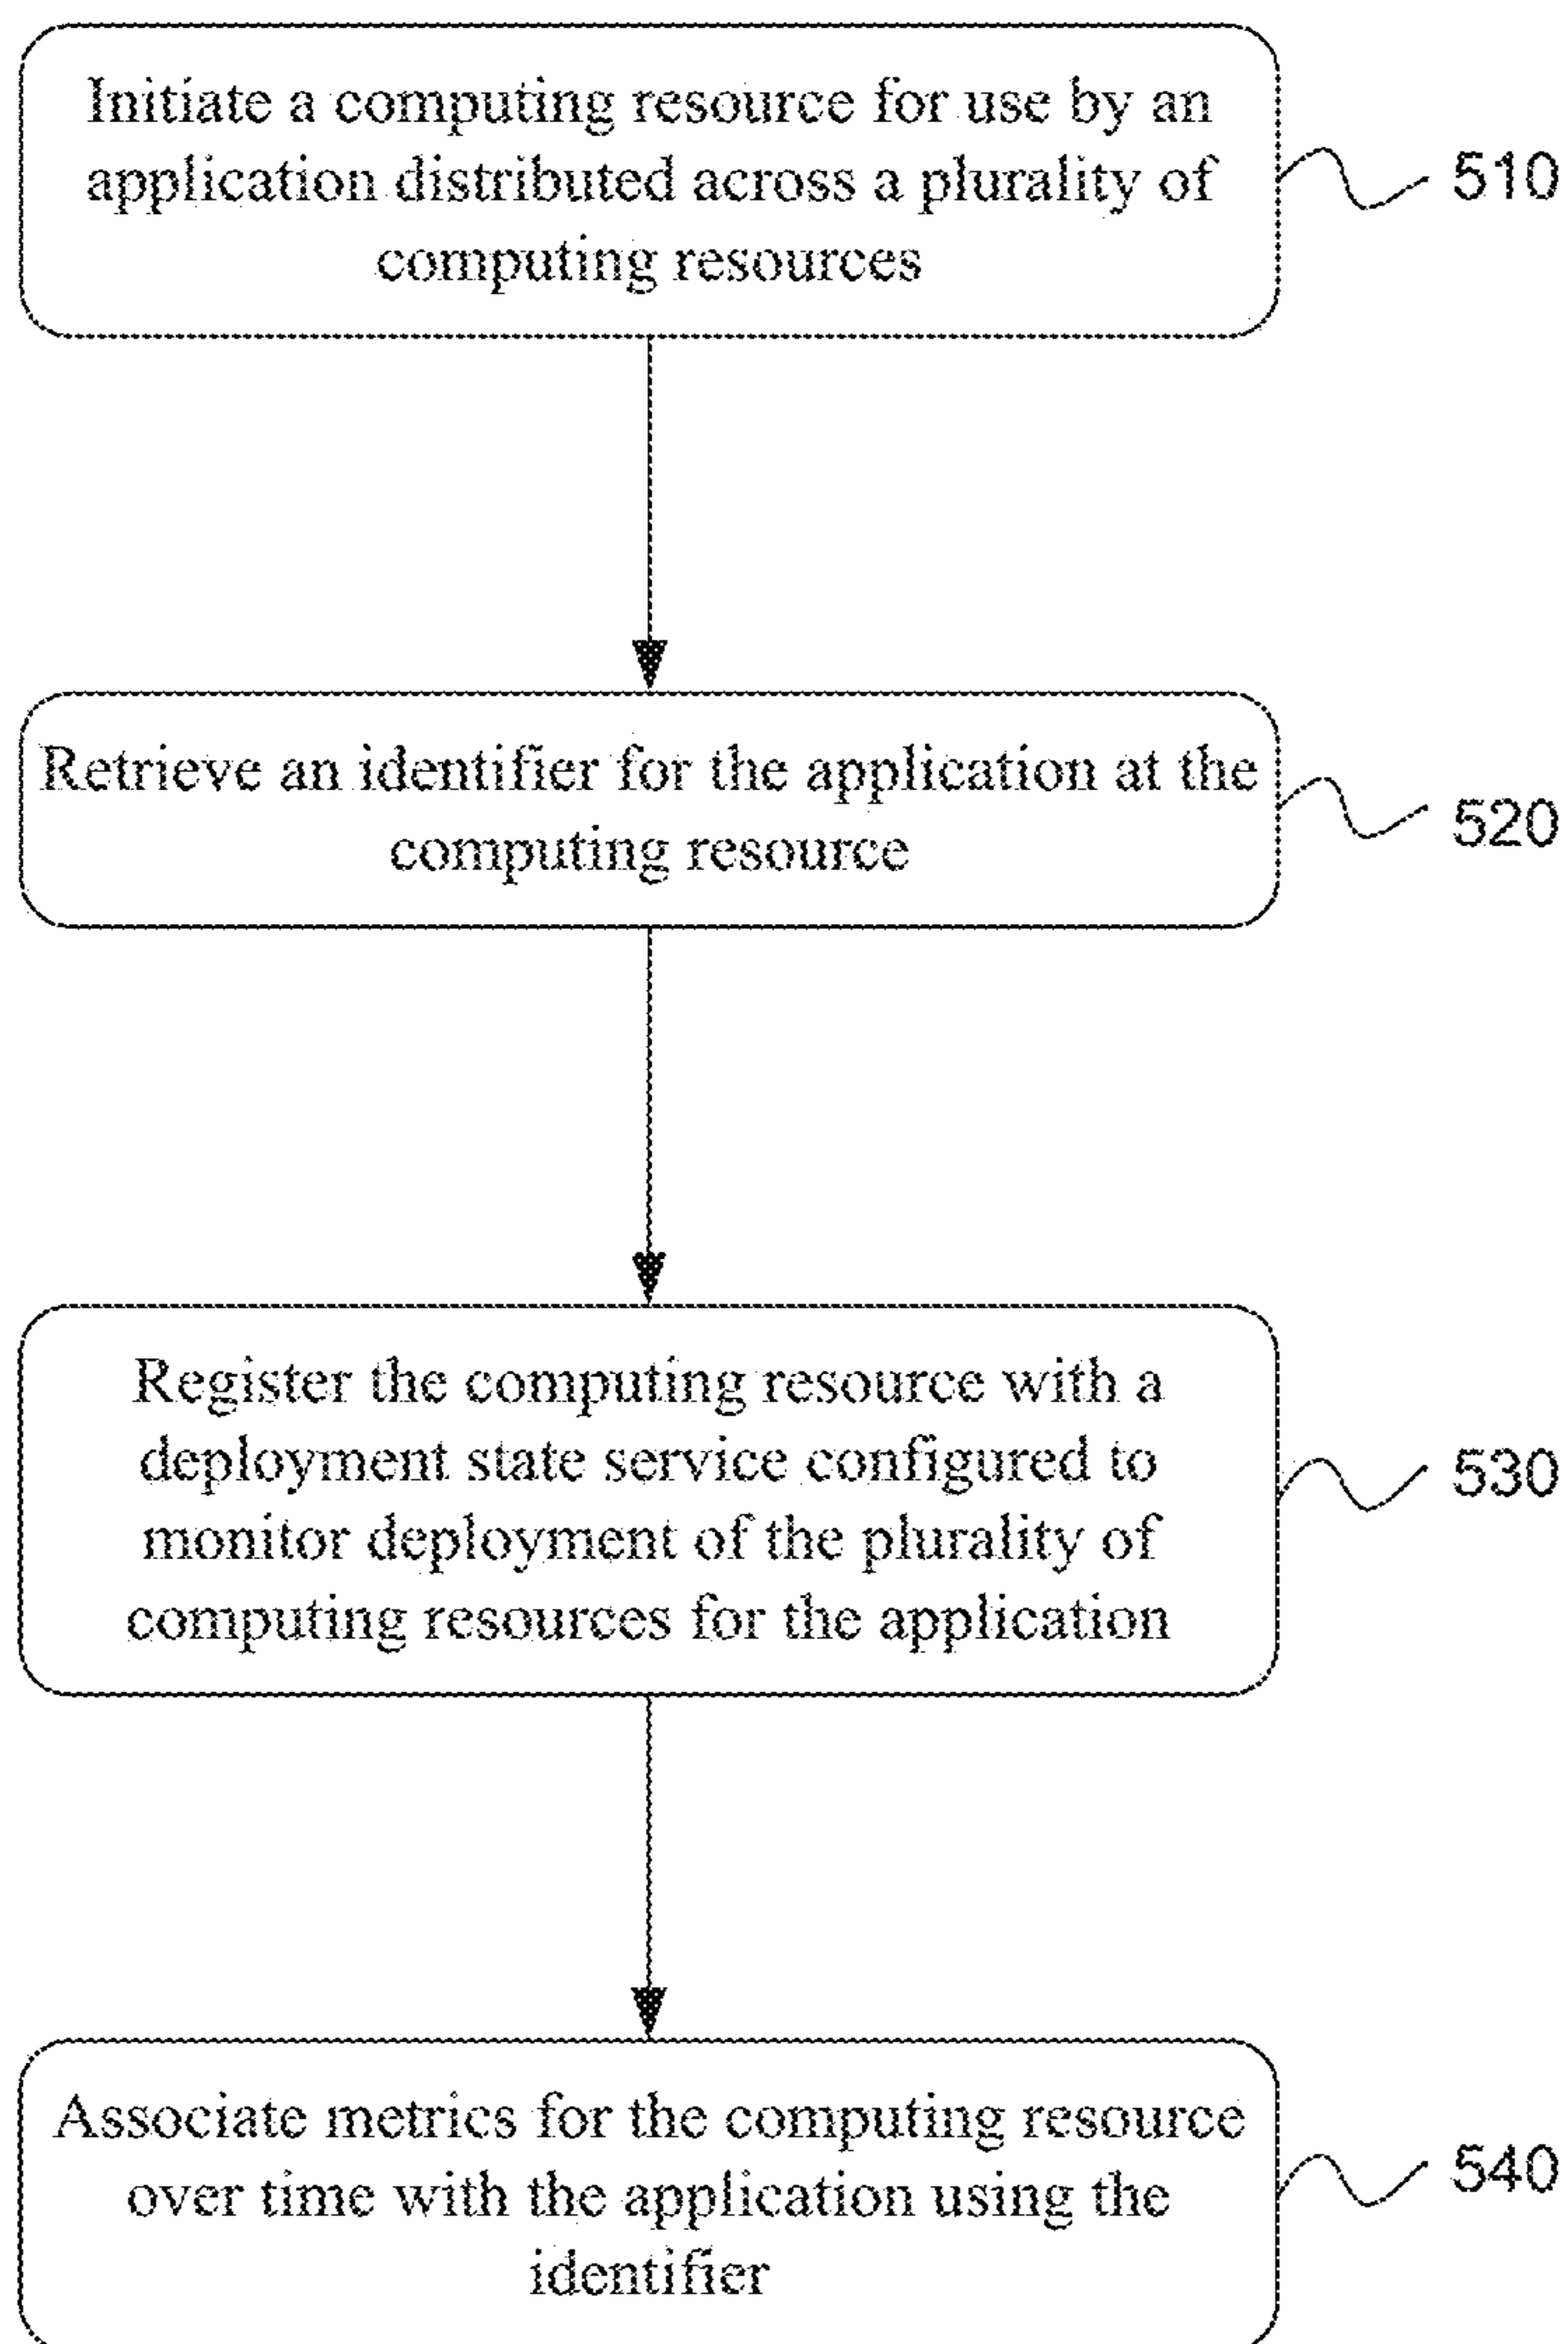 Initiate a computing resource for use by an
application distributed across a plurality of
computing resources
510
Retrieve an identifier for the application at the
computing resource
520
Register the computing resource with a
deployment state service configured to
monitor deployment of the plurality of
computing resources for the application
530
Associate metrics for the computing resource
over time with the application using the
identifier
540